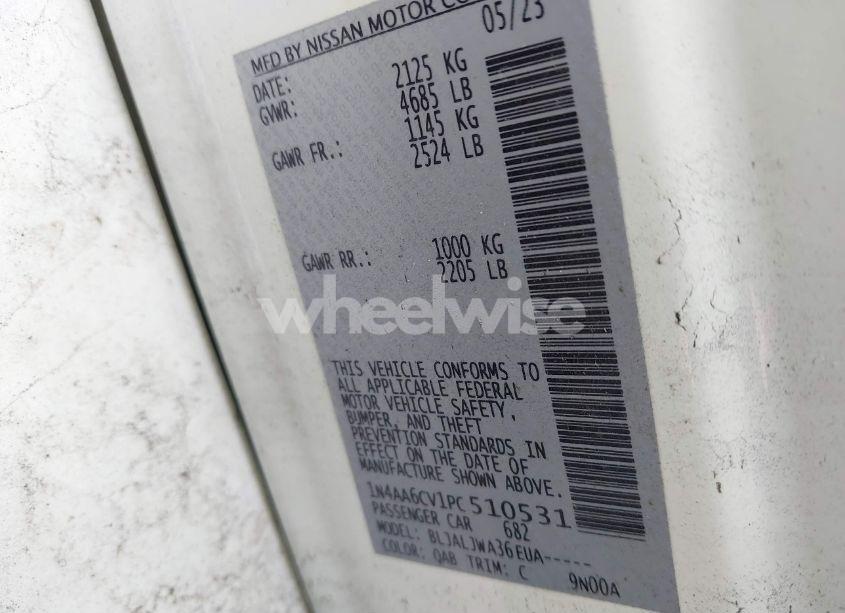 MFD BY NISSAN MOTOR CO
DATE: 05/23
GVWR: 2125 KG
4685 LB
GAWR FR.: 1145 KG
2524 LB
GAWR RR.: 1000 KG
2205 LB
wheelwise
THIS VEHICLE CONFORMS TO
ALL APPLICABLE FEDERAL
MOTOR VEHICLE SAFETY,
BUMPER, AND THEFT
PREVENTION STANDARDS IN
EFFECT ON THE DATE OF
MANUFACTURE SHOWN ABOVE.
1N4AA6CV1PC510531
PASSENGER CAR 682
MODEL: BLJALJWA36EUA-----
COLOR: QAB TRIM: C 9N00A